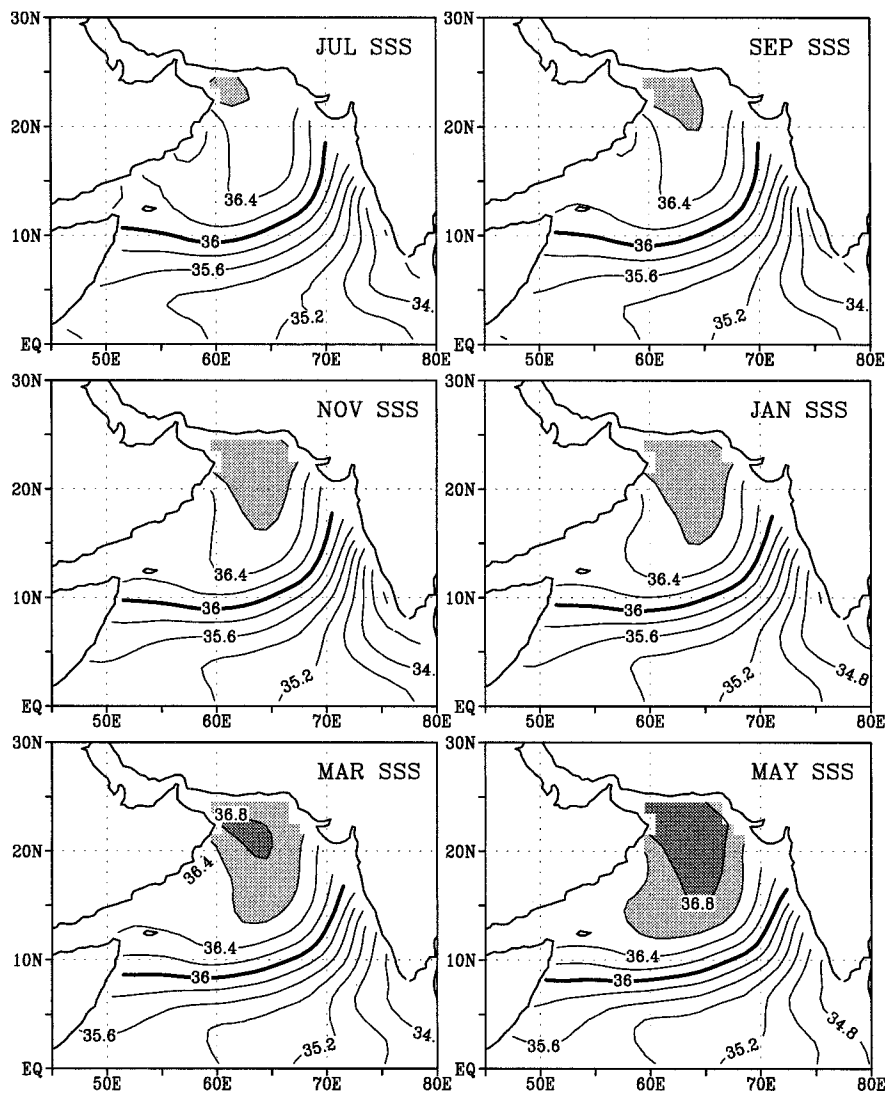 30N
JUL SSS
20N
36.4
10N
36
35.6
35.2
34.
EQ
50E 60E 70E 80E
30N
SEP SSS
20N
36.4
10N
36
35.6
35.2
34.
EQ
50E 60E 70E 80E
30N
NOV SSS
20N
36.4
10N
36
35.6
35.2
34.
EQ
50E 60E 70E 80E
30N
JAN SSS
20N
36.4
10N
36
35.6
35.2
34.8
EQ
50E 60E 70E 80E
30N
MAR SSS
36.8
20N
36.4
36.4
10N
36
35.6
35.2
34.
EQ
50E 60E 70E 80E
30N
MAY SSS
20N
36.8
36.4
10N
36
35.6
35.2
34.8
EQ
50E 60E 70E 80E